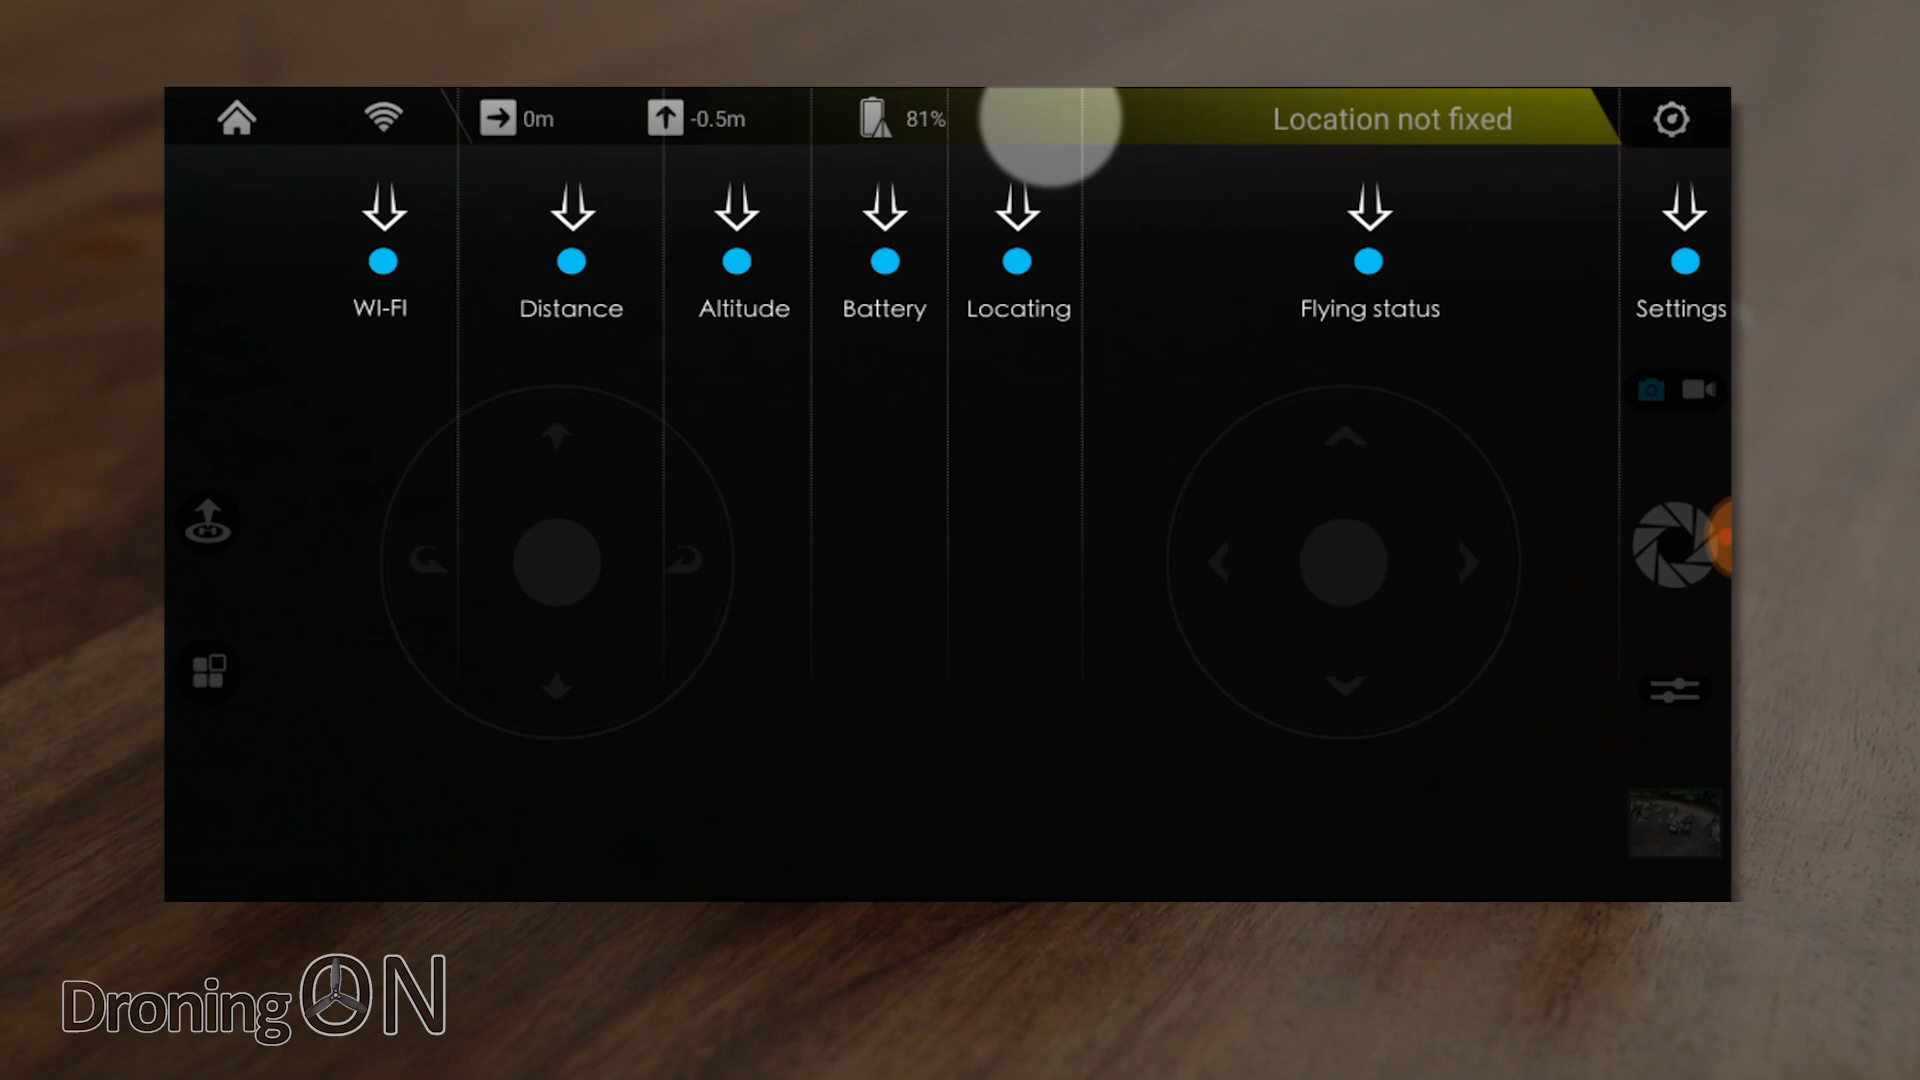 0m -0.5m 81% Location not fixed
WI-FI Distance Altitude Battery Locating Flying status Settings
DroningON